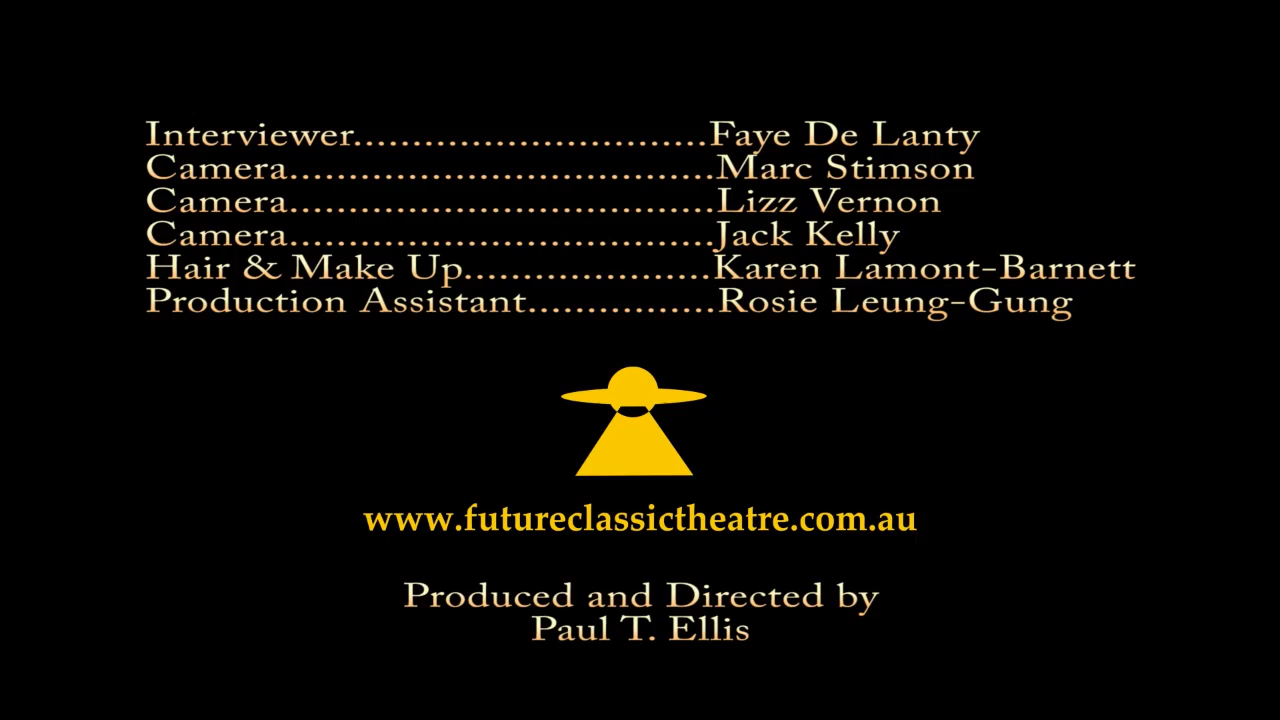 Interviewer..............................Faye De Lanty
Camera....................................Marc Stimson
Camera....................................Lizz Vernon
Camera....................................Jack Kelly
Hair & Make Up.....................Karen Lamont-Barnett
Production Assistant................Rosie Leung-Gung
www.futureclassictheatre.com.au
Produced and Directed by
Paul T. Ellis